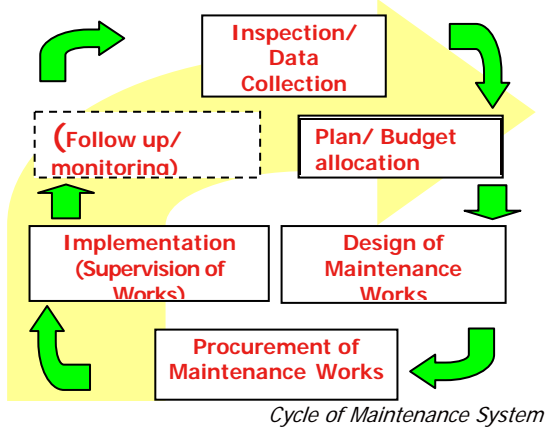 Inspection/
Data
Collection
Plan/ Budget
allocation
Design of
Maintenance
Works
Procurement of
Maintenance Works
Implementation
(Supervision of
Works)
(Follow up/
monitoring)
Cycle of Maintenance System